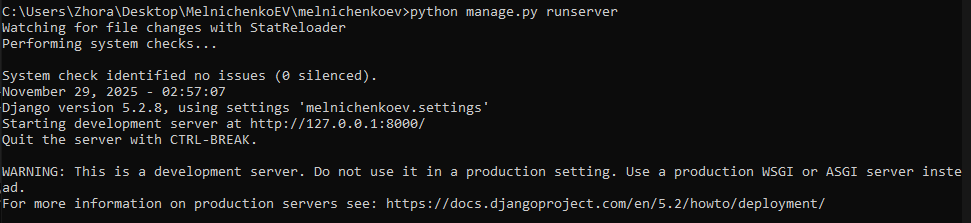 C:\Users\Zhora\Desktop\MelnichenkoEV\melnichenkoev>python manage.py runserver
Watching for file changes with StatReloader
Performing system checks...

System check identified no issues (0 silenced).
November 29, 2025 - 02:57:07
Django version 5.2.8, using settings 'melnichenkoev.settings'
Starting development server at http://127.0.0.1:8000/
Quit the server with CTRL-BREAK.

WARNING: This is a development server. Do not use it in a production setting. Use a production WSGI or ASGI server inste
ad.
For more information on production servers see: https://docs.djangoproject.com/en/5.2/howto/deployment/